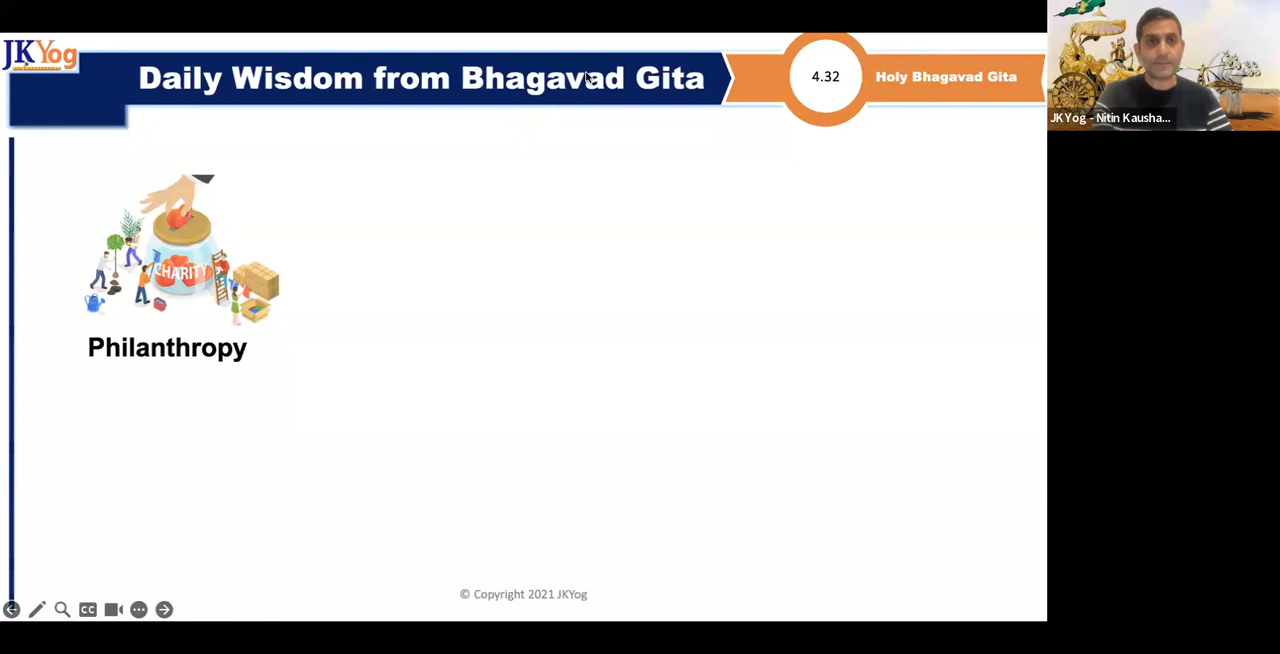 JKYog
Daily Wisdom from Bhagavad Gita
4.32
Holy Bhagavad Gita
JKYog - Nitin Kausha...
CHARITY
Philanthropy
© Copyright 2021 JKYog
CC